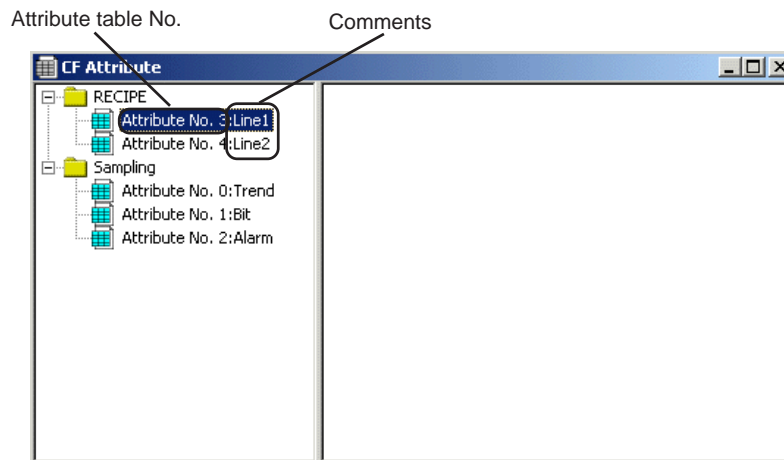 Attribute table No.
Comments
CF Attribute
RECIPE
Attribute No. 3:Line1
Attribute No. 4:Line2
Sampling
Attribute No. 0:Trend
Attribute No. 1:Bit
Attribute No. 2:Alarm